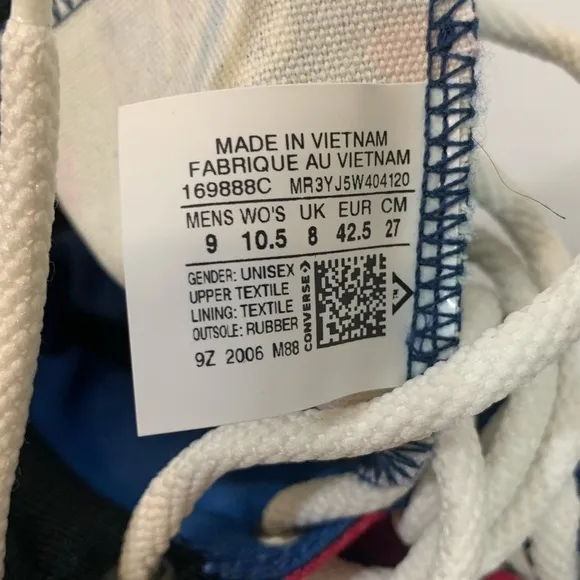 MADE IN VIETNAM
FABRIQUE AU VIETNAM
169888C MR3YJ5W404120
MENS WO'S UK EUR CM
9 10.5 8 42.5 27
GENDER: UNISEX
UPPER TEXTILE
LINING: TEXTILE
OUTSOLE: RUBBER
9Z 2006 M88
CONVERSE